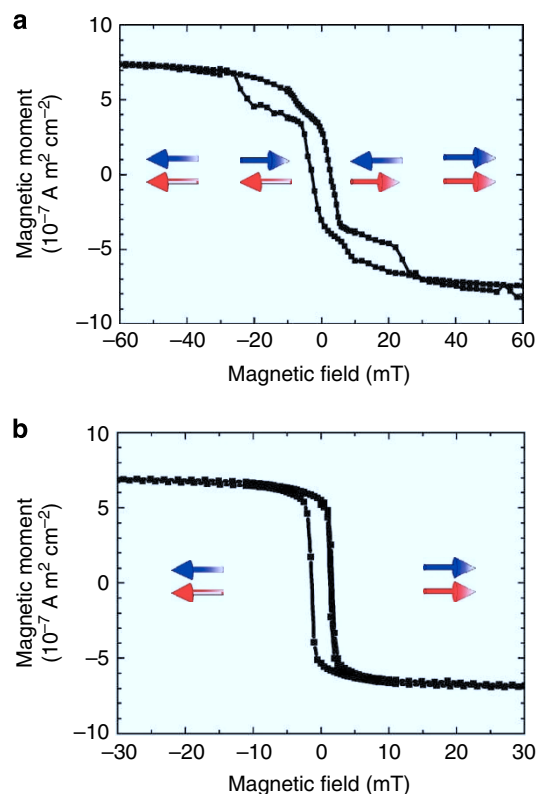 a
10
5
0
−5
−10
Magnetic moment
(10⁻⁷ A m² cm⁻²)
−60 −40 −20 0 20 40 60
Magnetic field (mT)
b
10
5
0
−5
−10
Magnetic moment
(10⁻⁷ A m² cm⁻²)
−30 −20 −10 0 10 20 30
Magnetic field (mT)